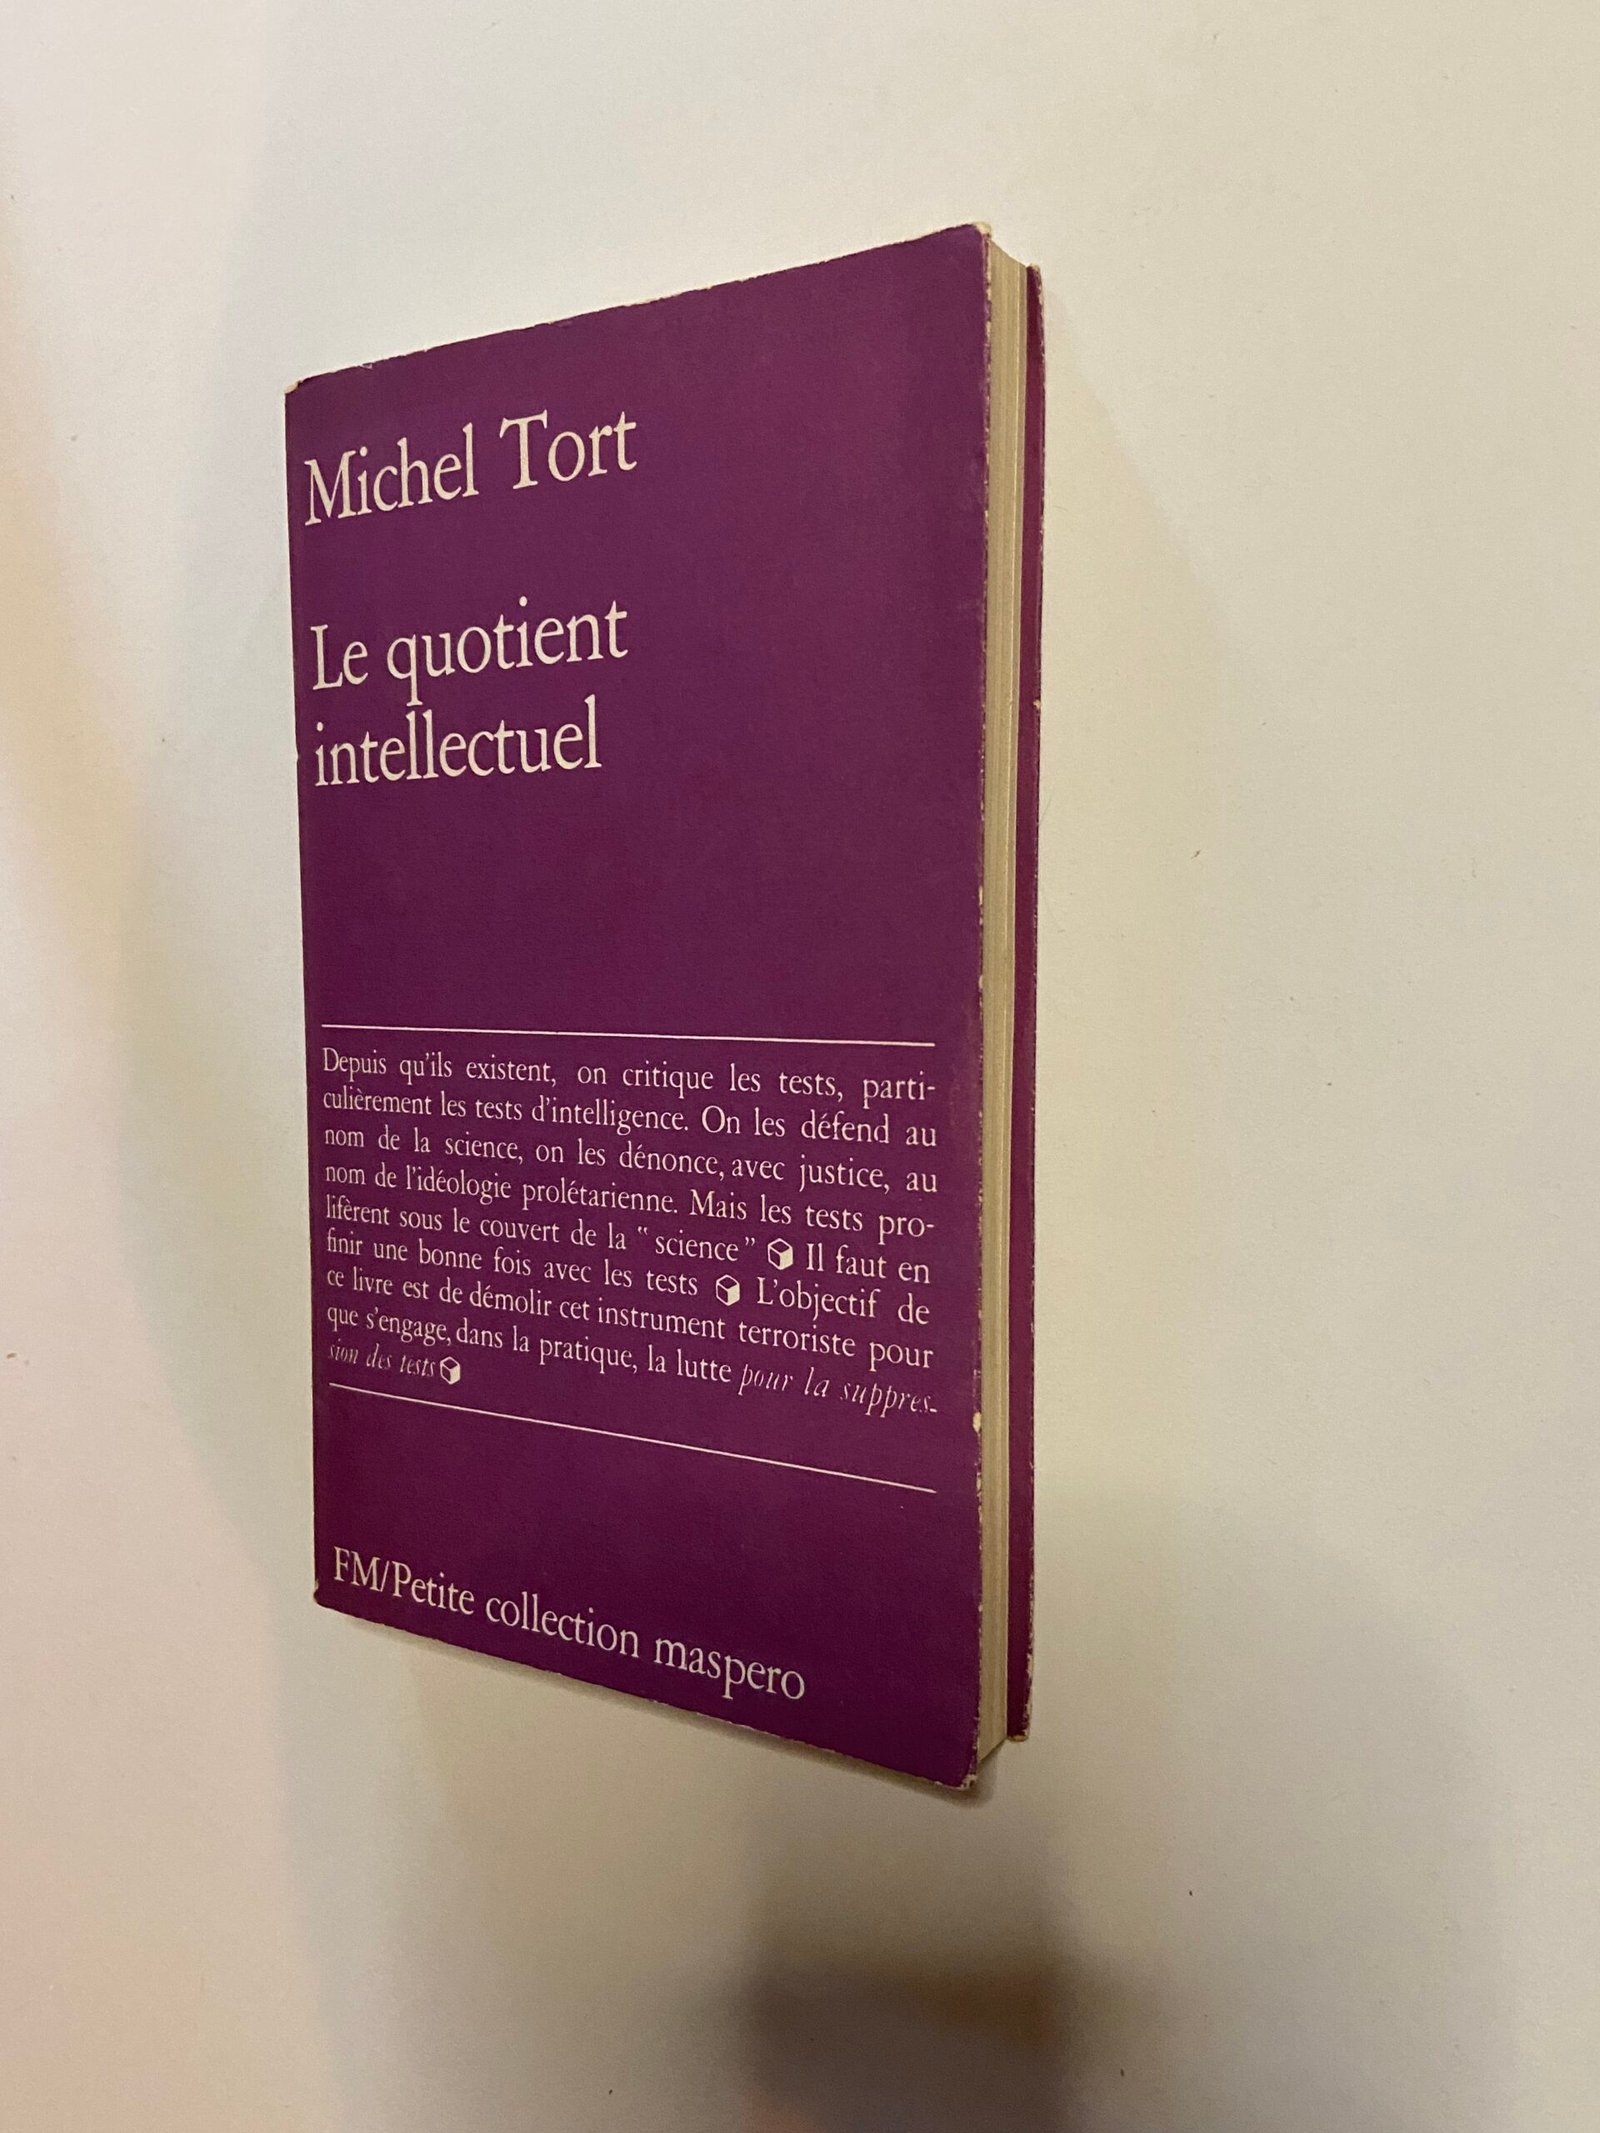 Michel Tort
Le quotient
intellectuel
Depuis qu'ils existent, on critique les tests, parti-
culièrement les tests d'intelligence. On les défend au
nom de la science, on les dénonce, avec justice, au
nom de l'idéologie prolétarienne. Mais les tests pro-
lifèrent sous le couvert de la "science" Il faut en
finir une bonne fois avec les tests L'objectif de
ce livre est de démolir cet instrument terroriste pour
que s'engage, dans la pratique, la lutte pour la suppres-
sion des tests
FM/Petite collection maspero